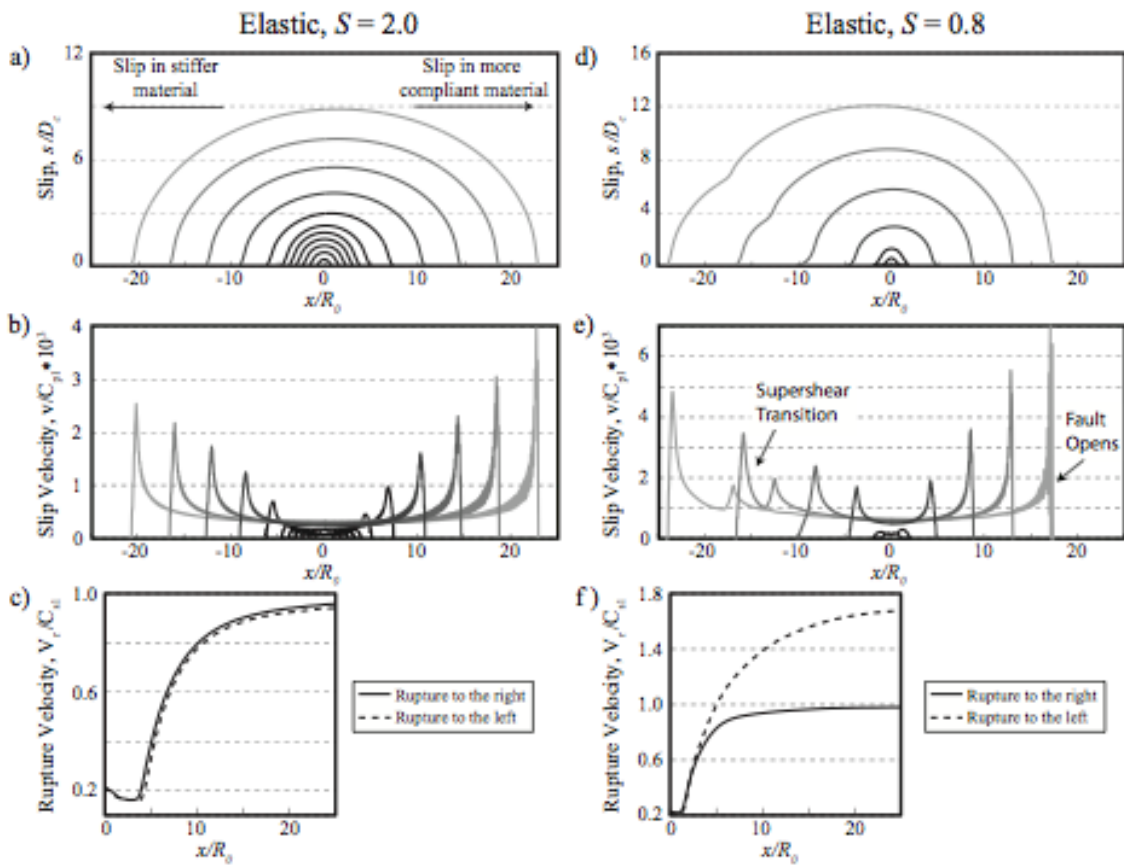 Elastic, S = 2.0
Elastic, S = 0.8
a)
Slip in stiffer
material
Slip in more
compliant material
Slip, s/D_c
12
9
6
3
0
-20 -10 0 10 20
x/R_0
d)
Slip, s/D_c
16
12
8
4
0
-20 -10 0 10 20
x/R_0
b)
Slip Velocity, v/C_p1 * 10^3
4
3
2
1
0
-20 -10 0 10 20
x/R_0
e)
Supershear
Transition
Fault
Opens
Slip Velocity, v/C_p1 * 10^3
6
4
2
0
-20 -10 0 10 20
x/R_0
c)
Rupture Velocity, V_r/C_s1
1.0
0.6
0.2
0 10 20
x/R_0
Rupture to the right
Rupture to the left
f)
Rupture Velocity, V_r/C_s1
1.8
1.4
1.0
0.6
0.2
0 10 20
x/R_0
Rupture to the right
Rupture to the left